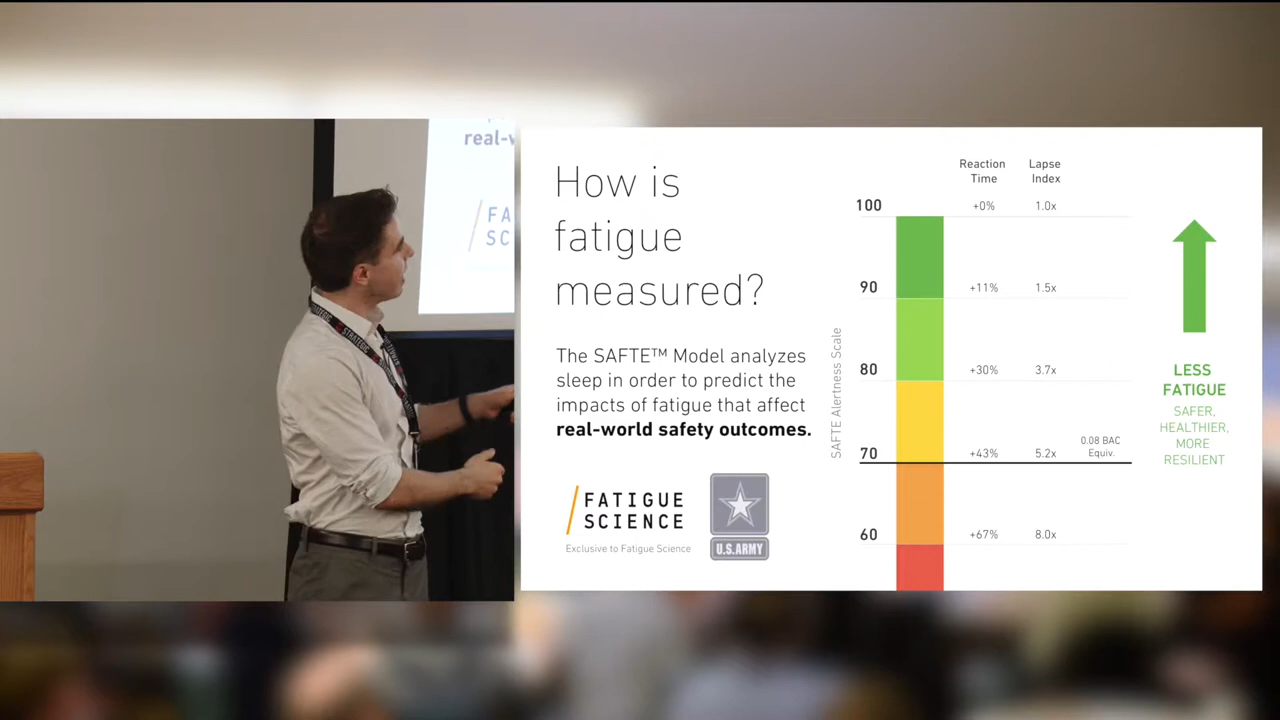 real-
FA
SC
STRATEGIC
How is
fatigue
measured?
The SAFTE™ Model analyzes
sleep in order to predict the
impacts of fatigue that affect
real-world safety outcomes.
FATIGUE
SCIENCE
Exclusive to Fatigue Science
U.S.ARMY
SAFTE Alertness Scale
Reaction Time Lapse Index
100 +0% 1.0x
90 +11% 1.5x
80 +30% 3.7x
70 +43% 5.2x 0.08 BAC Equiv.
60 +67% 8.0x
LESS
FATIGUE
SAFER,
HEALTHIER,
MORE
RESILIENT